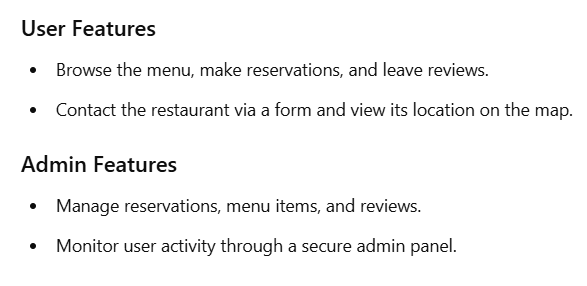 User Features
• Browse the menu, make reservations, and leave reviews.
• Contact the restaurant via a form and view its location on the map.
Admin Features
• Manage reservations, menu items, and reviews.
• Monitor user activity through a secure admin panel.